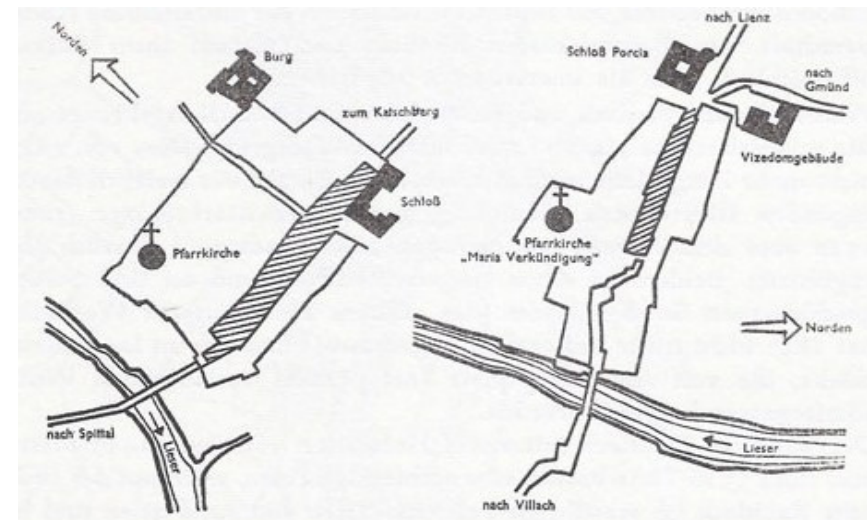 Norden
Burg
zum Katschberg
Schloß
Pfarrkirche
nach Spittal
Lieser
nach Lienz
Schloß Porcia
nach
Gmünd
Vizedomgebäude
Pfarrkirche
„Maria Verkündigung“
Norden
Lieser
nach Villach